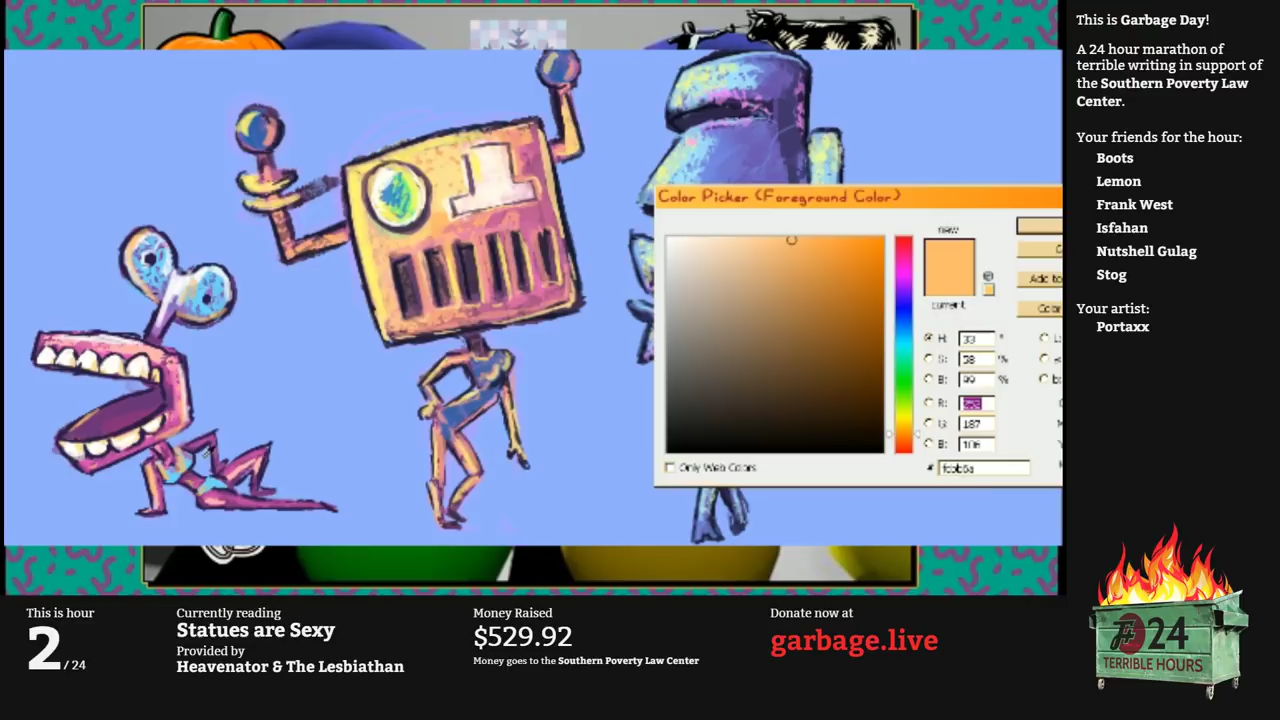 This is Garbage Day!
A 24 hour marathon of
terrible writing in support of
the Southern Poverty Law
Center.
Your friends for the hour:
Boots
Lemon
Frank West
Isfahan
Nutshell Gulag
Stog
Your artist:
Portaxx
Color Picker (Foreground Color)
new
current
Add to
Color
H: 33 °
S: 58 %
B: 99 %
R:
G: 187
B: 106
L:
a:
b:
Only Web Colors
# fcbb6a
24
TERRIBLE HOURS
This is hour
2 / 24
Currently reading
Statues are Sexy
Provided by
Heavenator & The Lesbiathan
Money Raised
$529.92
Money goes to the Southern Poverty Law Center
Donate now at
garbage.live